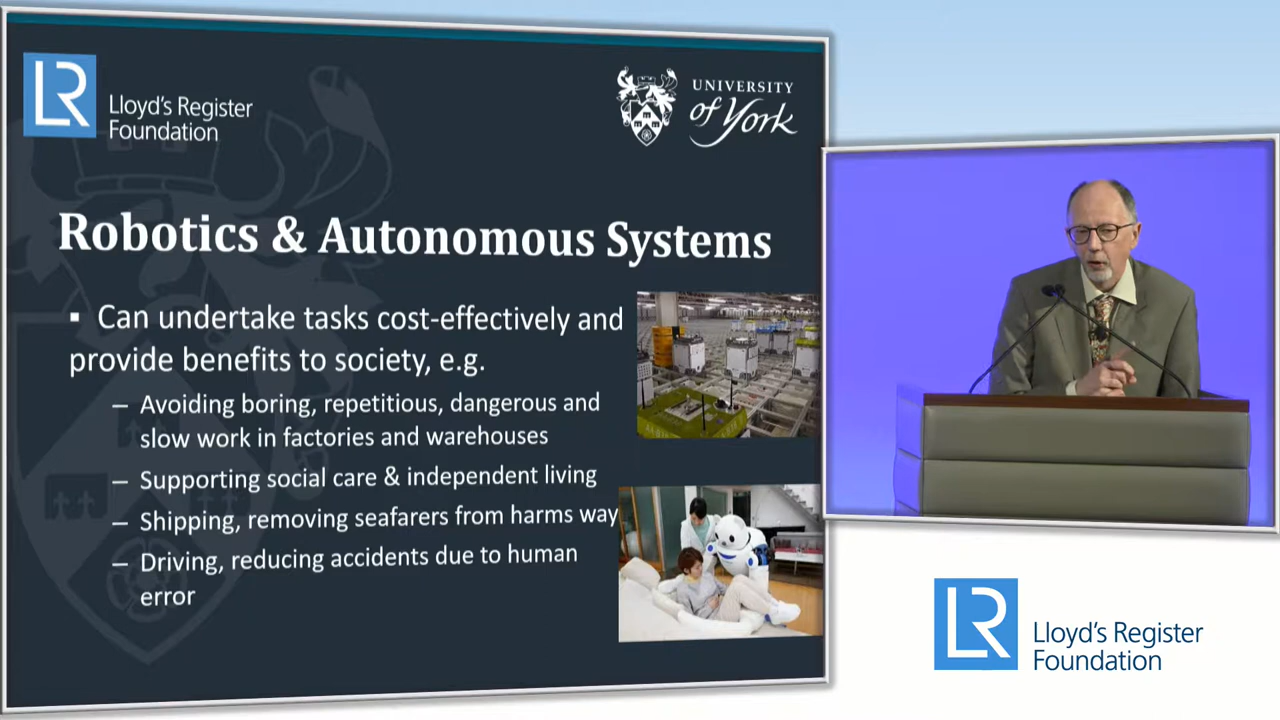 LR
Lloyd's Register
Foundation
UNIVERSITY
of York
Robotics & Autonomous Systems
▪ Can undertake tasks cost-effectively and
provide benefits to society, e.g.
– Avoiding boring, repetitious, dangerous and
slow work in factories and warehouses
– Supporting social care & independent living
– Shipping, removing seafarers from harms way
– Driving, reducing accidents due to human
error
LR
Lloyd's Register
Foundation